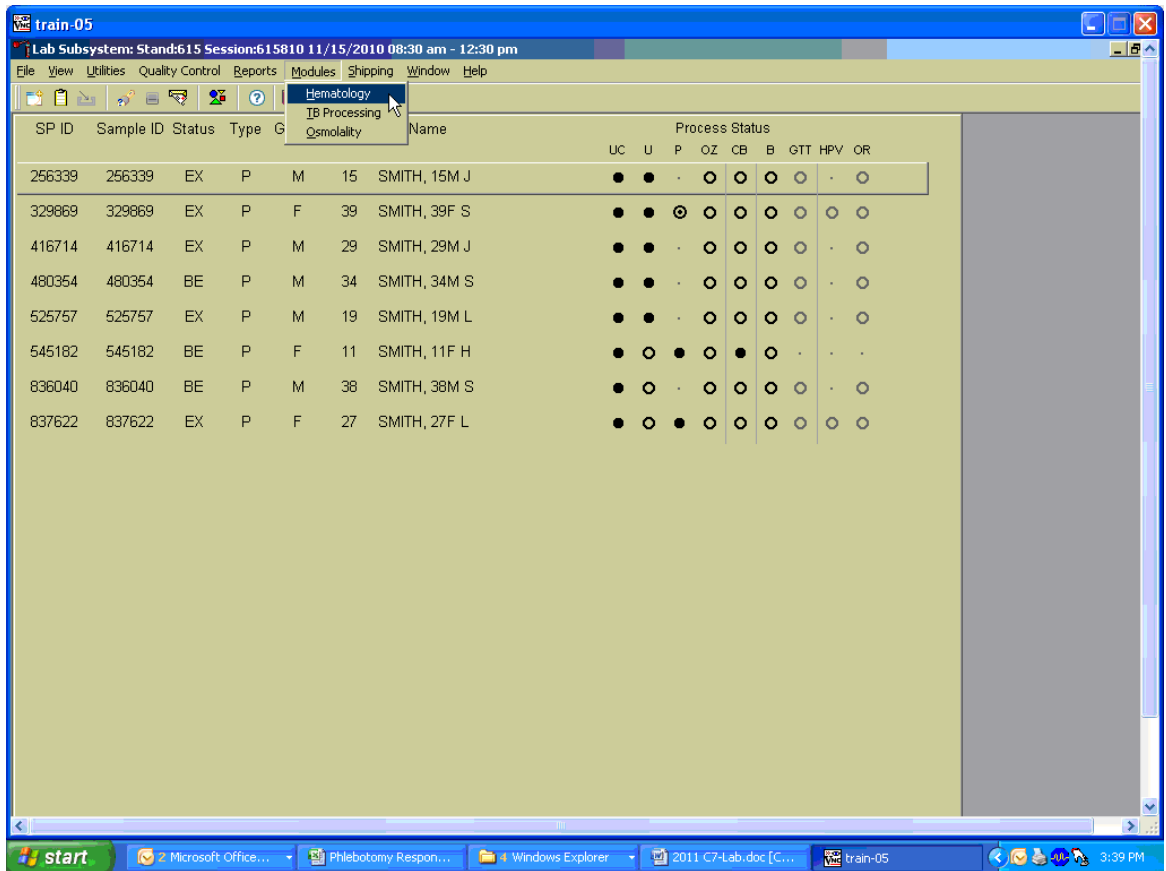 train-05
Lab Subsystem: Stand:615 Session:615810 11/15/2010 08:30 am - 12:30 pm
File View Utilities Quality Control Reports Modules Shipping Window Help
Hematology
TB Processing
Osmolality
SP ID Sample ID Status Type G Name Process Status
UC U P OZ CB B GTT HPV OR
256339 256339 EX P M 15 SMITH, 15M J
329869 329869 EX P F 39 SMITH, 39F S
416714 416714 EX P M 29 SMITH, 29M J
480354 480354 BE P M 34 SMITH, 34M S
525757 525757 EX P M 19 SMITH, 19M L
545182 545182 BE P F 11 SMITH, 11F H
836040 836040 BE P M 38 SMITH, 38M S
837622 837622 EX P F 27 SMITH, 27F L
start 2 Microsoft Office... Phlebotomy Respon... 4 Windows Explorer 2011 C7-Lab.doc [C... train-05 3:39 PM